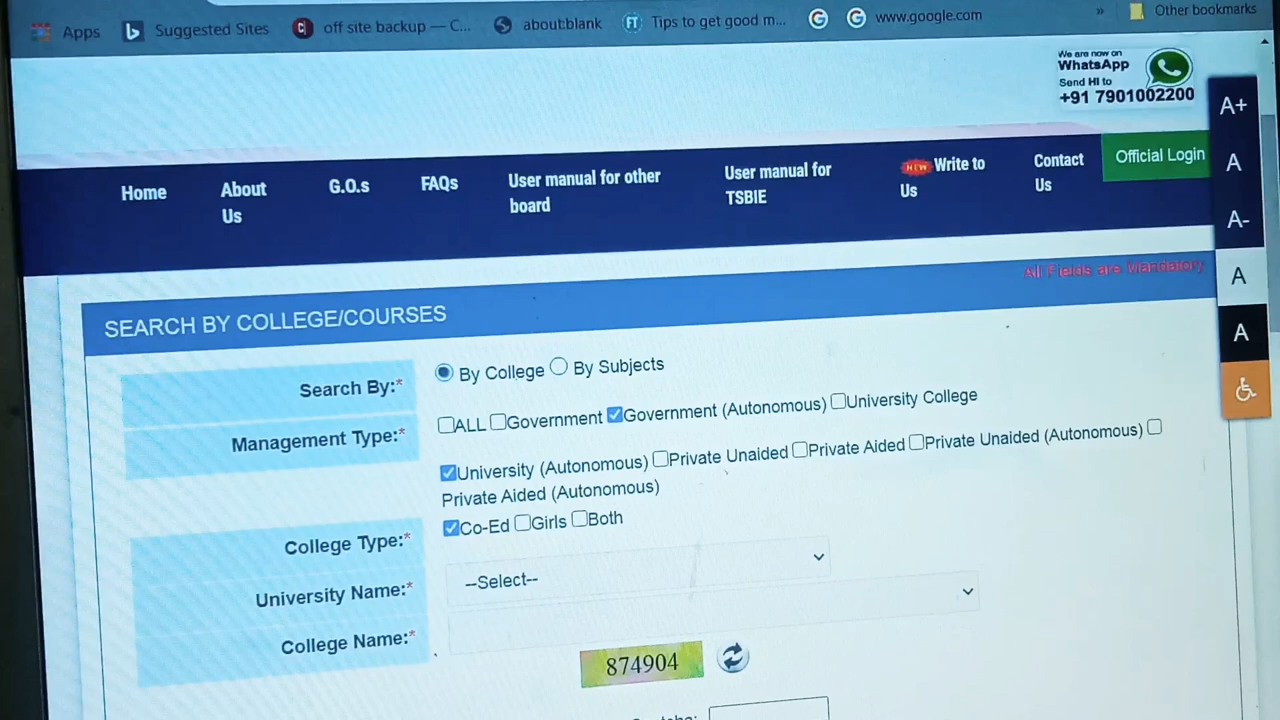 Apps Suggested Sites off site backup — C... about:blank Tips to get good m... www.google.com » Other bookmarks
We are now on
WhatsApp
Send HI to
+91 7901002200
Home About Us G.O.s FAQs User manual for other board User manual for TSBIE NEW Write to Us Contact Us Official Login
A+
A
A-
A
A
All Fields are Mandatory
SEARCH BY COLLEGE/COURSES
Search By:* By College By Subjects
Management Type:* ALL Government Government (Autonomous) University College
University (Autonomous) Private Unaided Private Aided Private Unaided (Autonomous)
Private Aided (Autonomous)
College Type:* Co-Ed Girls Both
University Name:* --Select--
College Name:*
874904